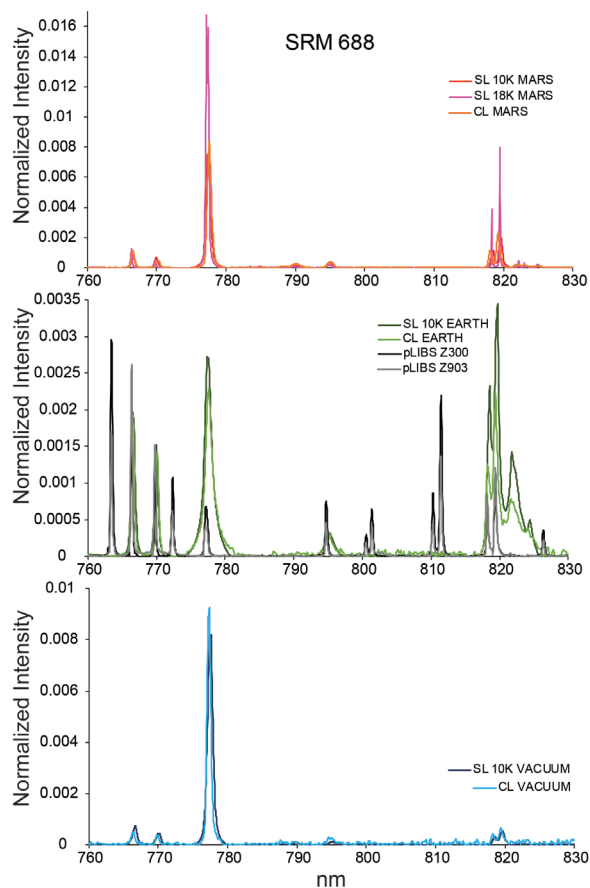 SRM 688
Normalized Intensity
0.016
0.014
0.012
0.01
0.008
0.006
0.004
0.002
0
SL 10K MARS
SL 18K MARS
CL MARS
760 770 780 790 800 810 820 830
Normalized Intensity
0.0035
0.003
0.0025
0.002
0.0015
0.001
0.0005
0
SL 10K EARTH
CL EARTH
pLIBS Z300
pLIBS Z903
760 770 780 790 800 810 820 830
Normalized Intensity
0.01
0.008
0.006
0.004
0.002
0
SL 10K VACUUM
CL VACUUM
760 770 780 790 800 810 820 830
nm